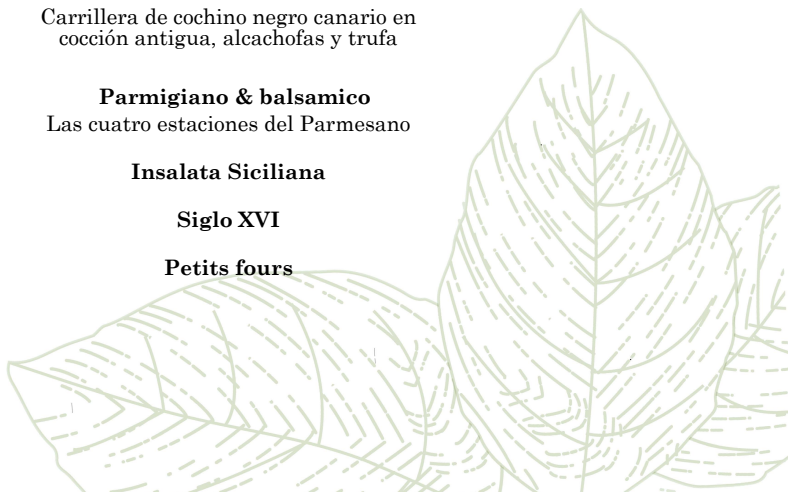 Carrillera de cochino negro canario en
cocción antigua, alcachofas y trufa
Parmigiano & balsamico
Las cuatro estaciones del Parmesano
Insalata Siciliana
Siglo XVI
Petits fours